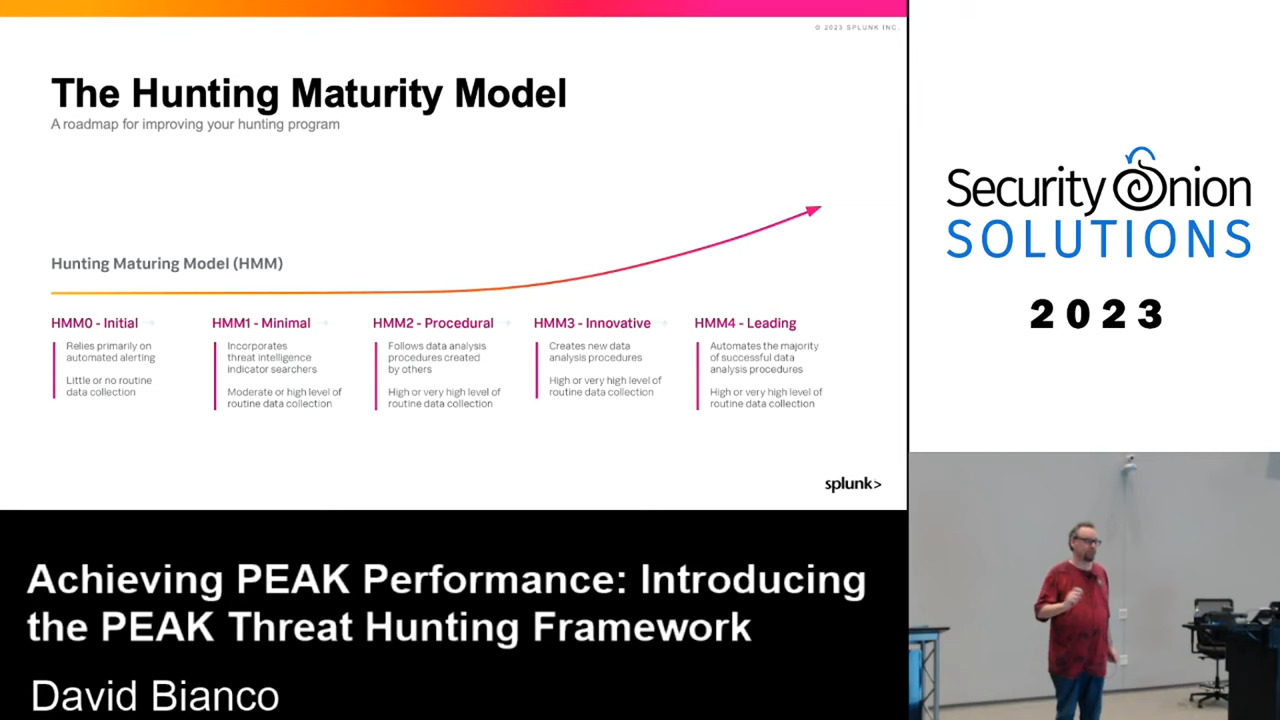 © 2023 SPLUNK INC.
The Hunting Maturity Model
A roadmap for improving your hunting program
Hunting Maturing Model (HMM)
HMM0 - Initial
Relies primarily on
automated alerting
Little or no routine
data collection
HMM1 - Minimal
Incorporates
threat intelligence
indicator searchers
Moderate or high level of
routine data collection
HMM2 - Procedural
Follows data analysis
procedures created
by others
High or very high level of
routine data collection
HMM3 - Innovative
Creates new data
analysis procedures
High or very high level of
routine data collection
HMM4 - Leading
Automates the majority
of successful data
analysis procedures
High or very high level of
routine data collection
splunk>
Security Onion
SOLUTIONS
2023
Achieving PEAK Performance: Introducing
the PEAK Threat Hunting Framework
David Bianco